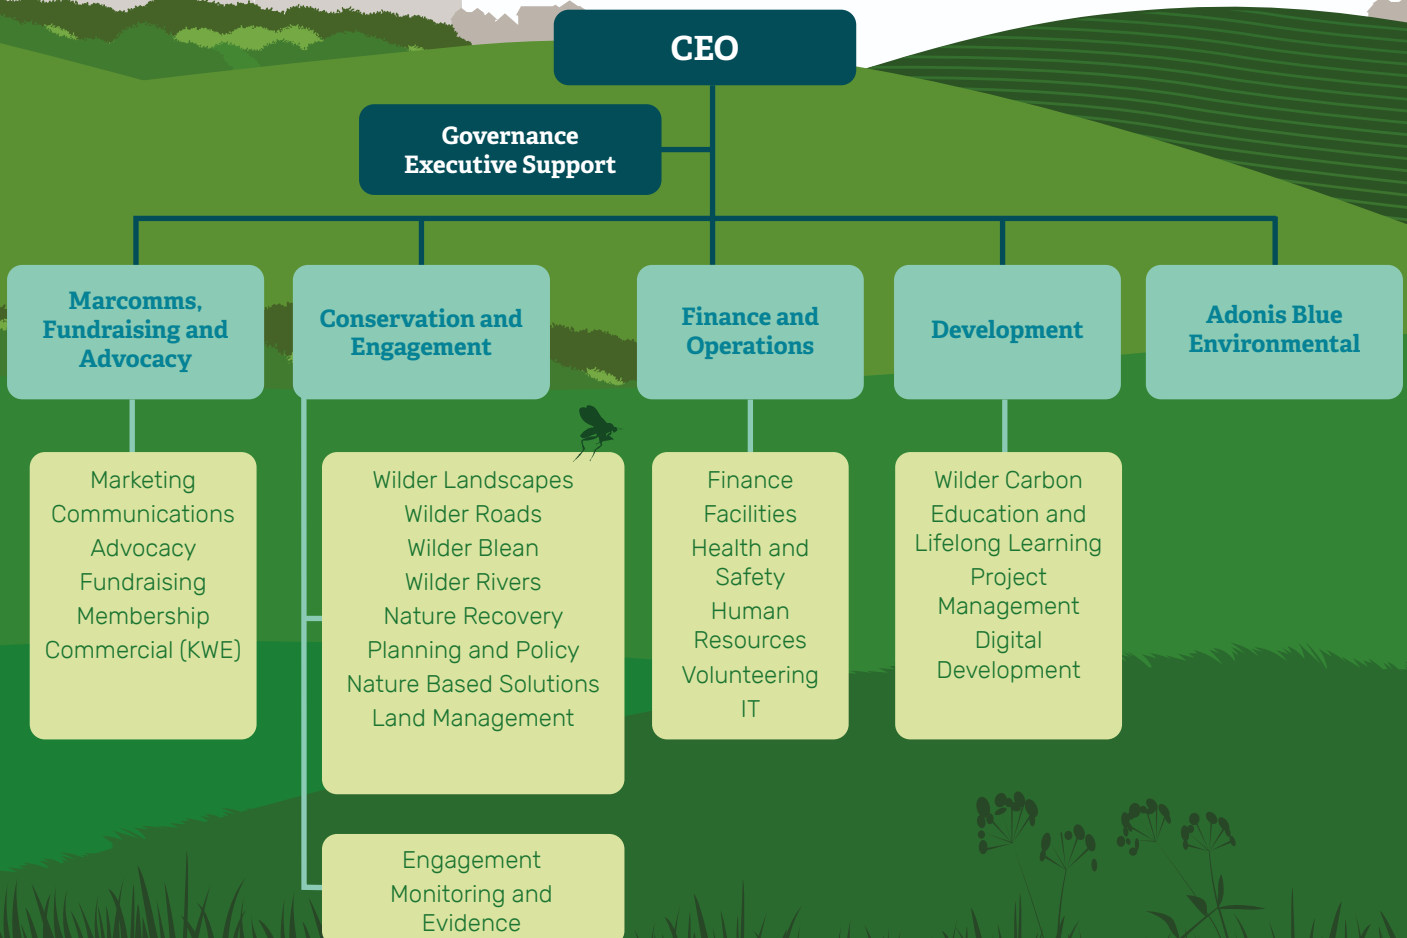 CEO
Governance
Executive Support
Marcomms,
Fundraising and
Advocacy
Conservation and
Engagement
Finance and
Operations
Development
Adonis Blue
Environmental
Marketing
Communications
Advocacy
Fundraising
Membership
Commercial (KWE)
Wilder Landscapes
Wilder Roads
Wilder Blean
Wilder Rivers
Nature Recovery
Planning and Policy
Nature Based Solutions
Land Management
Engagement
Monitoring and
Evidence
Finance
Facilities
Health and
Safety
Human
Resources
Volunteering
IT
Wilder Carbon
Education and
Lifelong Learning
Project
Management
Digital
Development